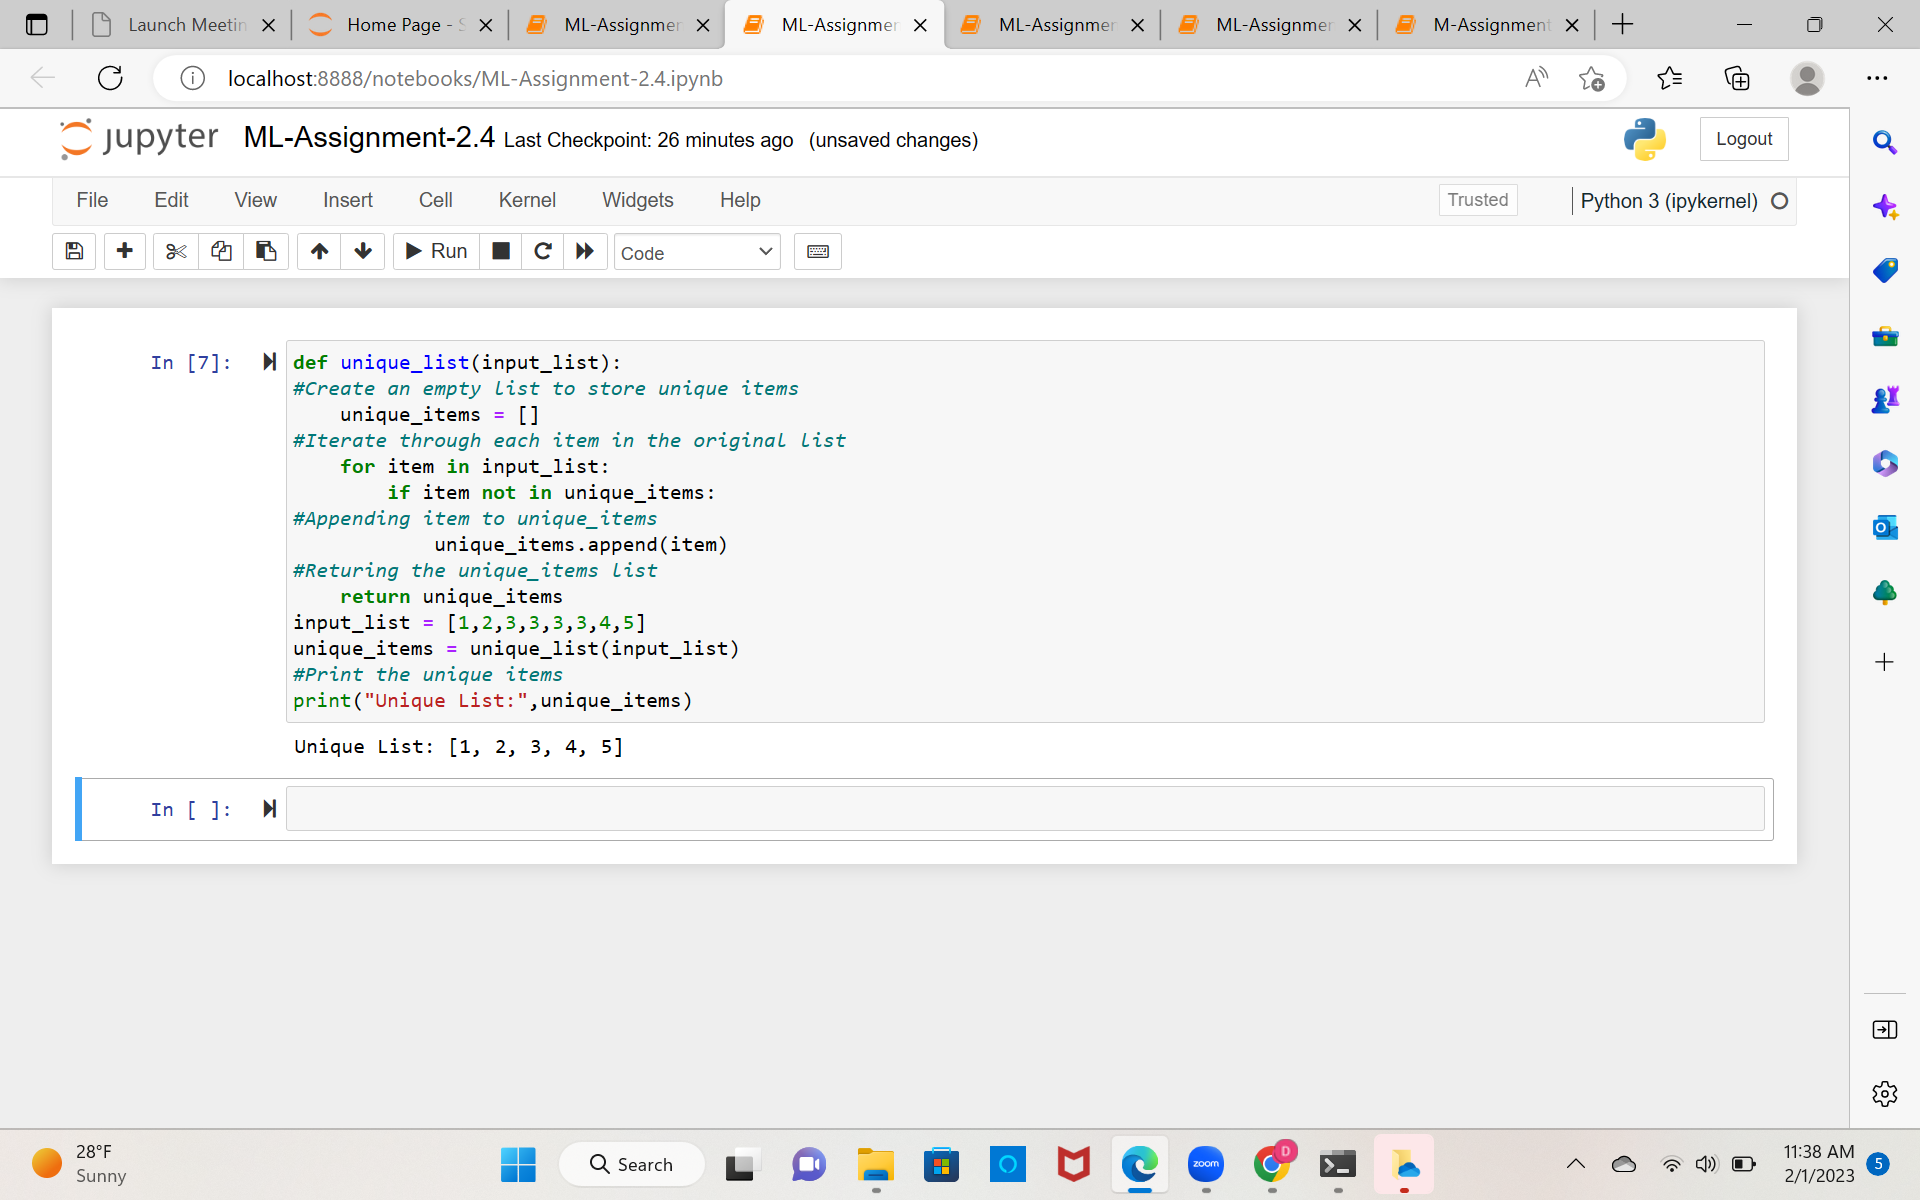 Launch Meetin
Home Page - S
ML-Assignmer
ML-Assignmer
ML-Assignmer
ML-Assignmer
M-Assignment
localhost:8888/notebooks/ML-Assignment-2.4.ipynb
jupyter ML-Assignment-2.4 Last Checkpoint: 26 minutes ago (unsaved changes)
Logout
File Edit View Insert Cell Kernel Widgets Help
Trusted
Python 3 (ipykernel)
Run
Code
In [7]:
def unique_list(input_list):
#Create an empty list to store unique items
    unique_items = []
#Iterate through each item in the original list
    for item in input_list:
        if item not in unique_items:
#Appending item to unique_items
            unique_items.append(item)
#Returing the unique_items list
    return unique_items
input_list = [1,2,3,3,3,3,4,5]
unique_items = unique_list(input_list)
#Print the unique items
print("Unique List:",unique_items)
Unique List: [1, 2, 3, 4, 5]
In [ ]:
28°F
Sunny
Search
zoom
D
11:38 AM
2/1/2023
5